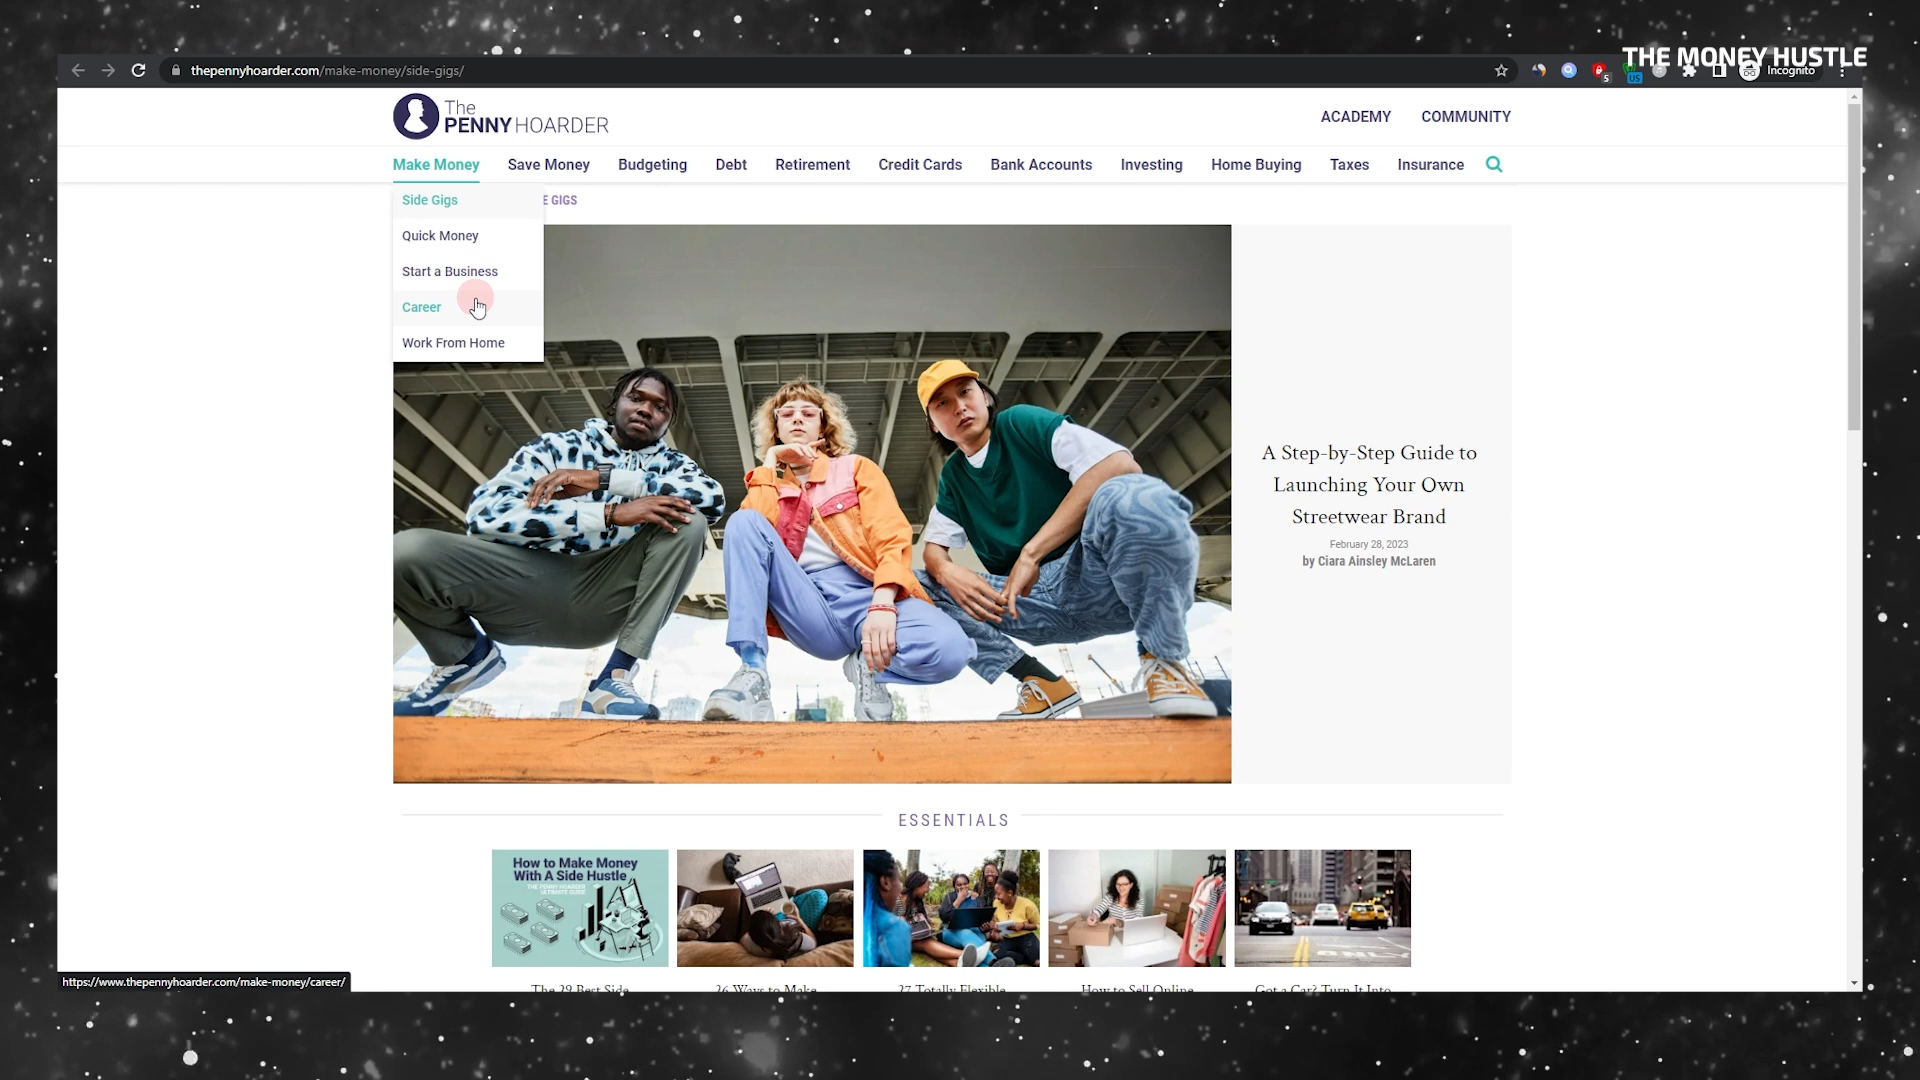 THE MONEY HUSTLE
thepennyhoarder.com/make-money/side-gigs/
5
US
Incognito
The
PENNY HOARDER
ACADEMY COMMUNITY
Make Money Save Money Budgeting Debt Retirement Credit Cards Bank Accounts Investing Home Buying Taxes Insurance
Side Gigs
E GIGS
Quick Money
Start a Business
Career
Work From Home
A Step-by-Step Guide to
Launching Your Own
Streetwear Brand
February 28, 2023
by Ciara Ainsley McLaren
ESSENTIALS
How to Make Money
With A Side Hustle
THE PENNY HOARDER
ULTIMATE GUIDE
ONLY
The 29 Best Side 26 Ways to Make 27 Totally Flexible How to Sell Online Got a Car? Turn It Into
https://www.thepennyhoarder.com/make-money/career/